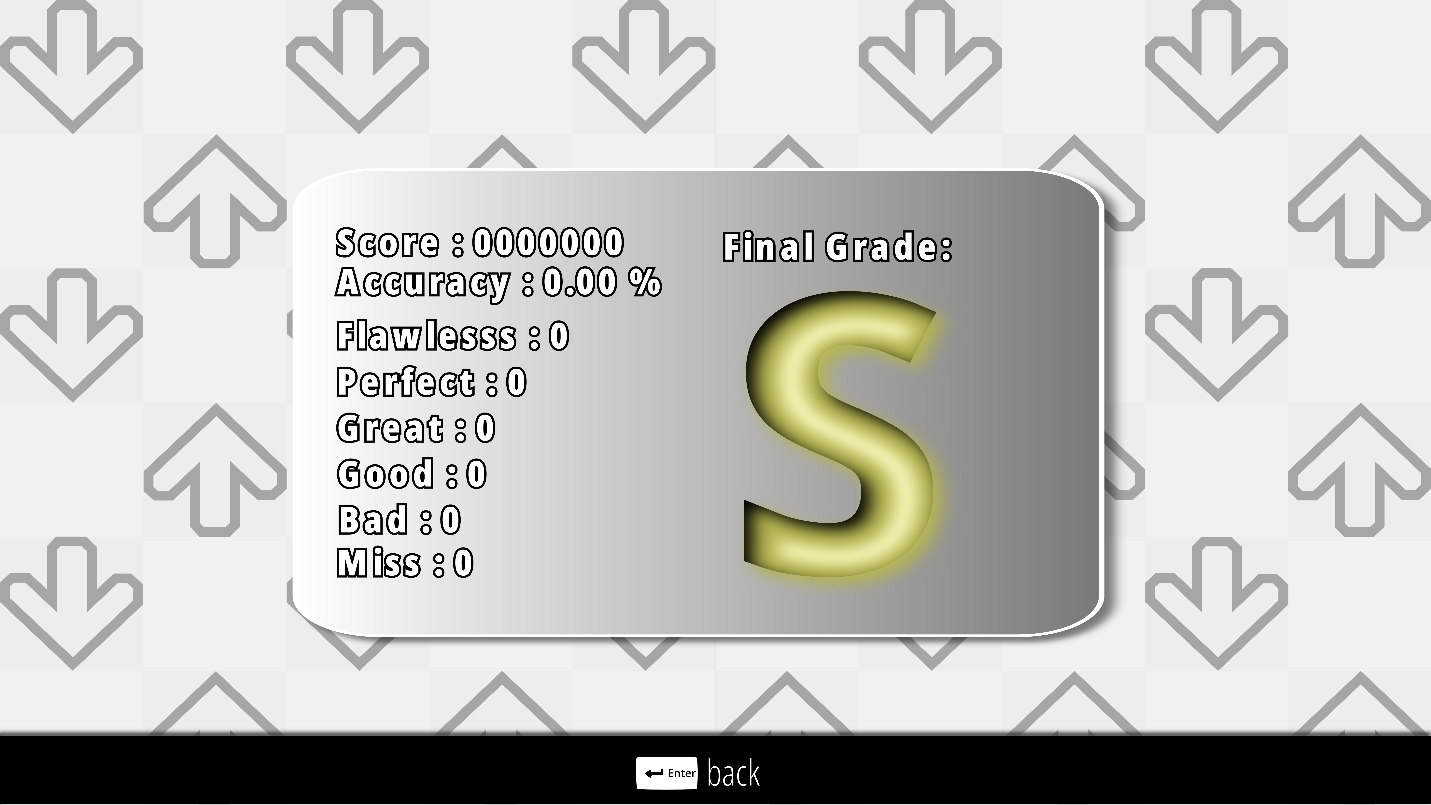 Score : 0000000
Accuracy : 0.00 %
Flawlesss : 0
Perfect : 0
Great : 0
Good : 0
Bad : 0
Miss : 0
Final Grade:
S
Enter back